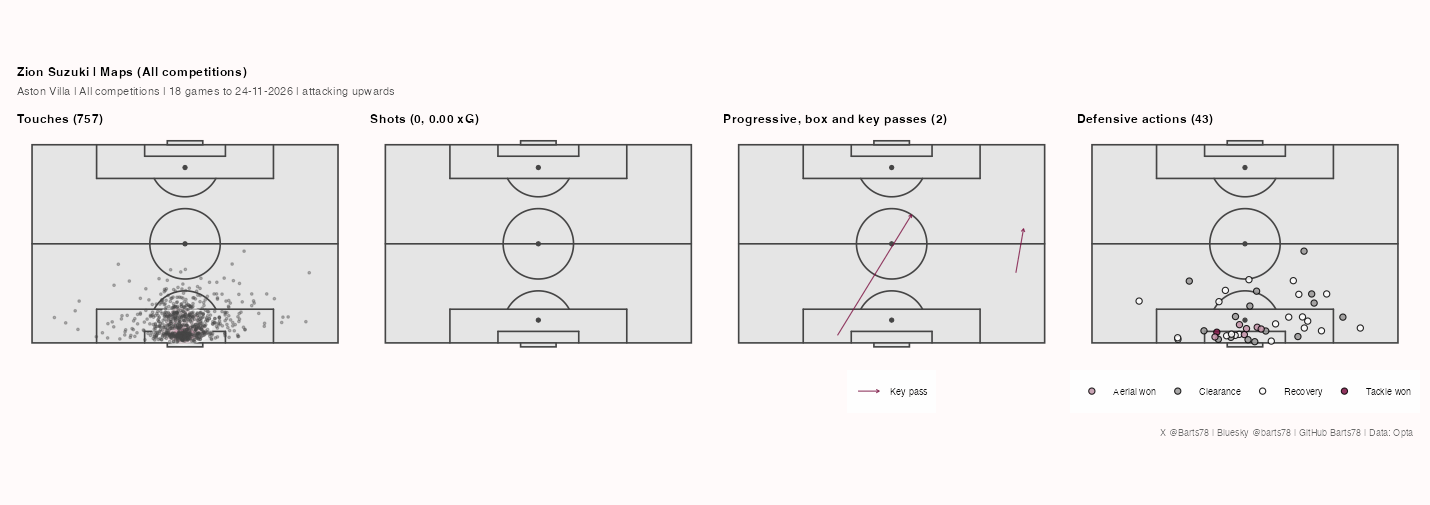 Zion Suzuki | Maps (All competitions)
Aston Villa | All competitions | 18 games to 24-11-2026 | attacking upwards
Touches (757)
Shots (0, 0.00 xG)
Progressive, box and key passes (2)
Defensive actions (43)
Key pass
Aerial won
Clearance
Recovery
Tackle won
X @Barts78 | Bluesky @barts78 | GitHub Barts78 | Data: Opta